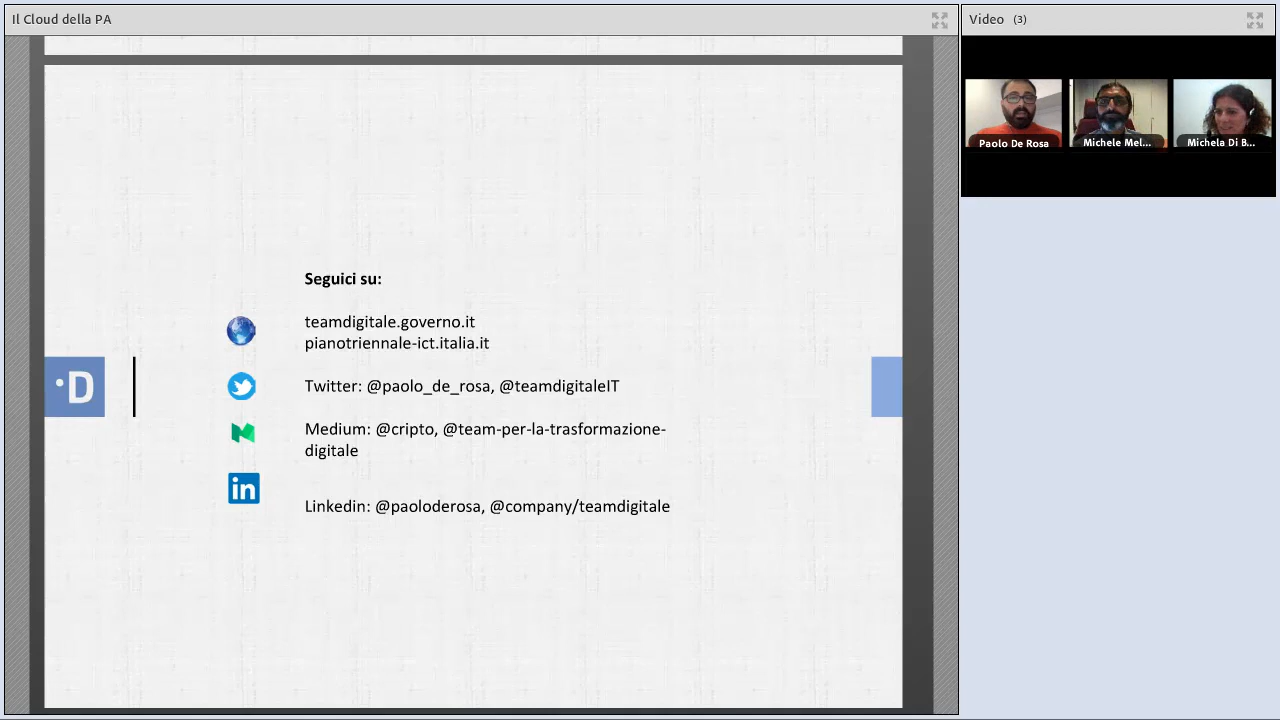 Il Cloud della PA
Video (3)
Paolo De Rosa
Michele Mel...
Michela Di B...
Seguici su:
teamdigitale.governo.it
pianotriennale-ict.italia.it
·D
Twitter: @paolo_de_rosa, @teamdigitaleIT
Medium: @cripto, @team-per-la-trasformazione-
digitale
in
Linkedin: @paoloderosa, @company/teamdigitale